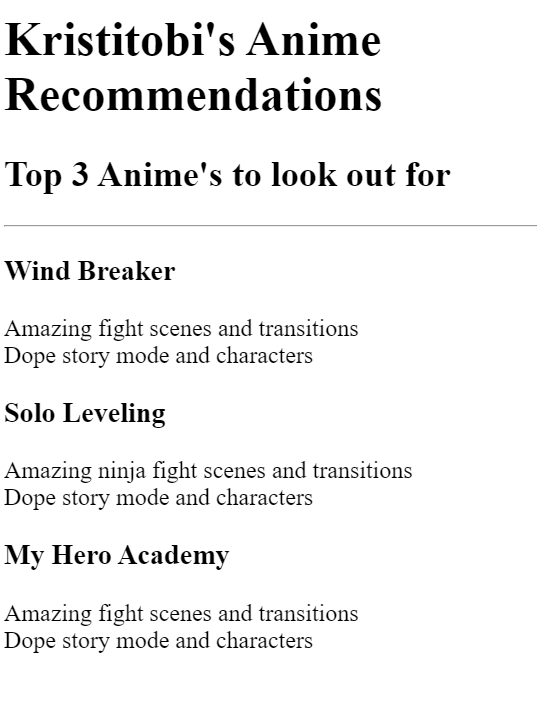 Kristitobi's Anime
Recommendations
Top 3 Anime's to look out for
Wind Breaker
Amazing fight scenes and transitions
Dope story mode and characters
Solo Leveling
Amazing ninja fight scenes and transitions
Dope story mode and characters
My Hero Academy
Amazing fight scenes and transitions
Dope story mode and characters